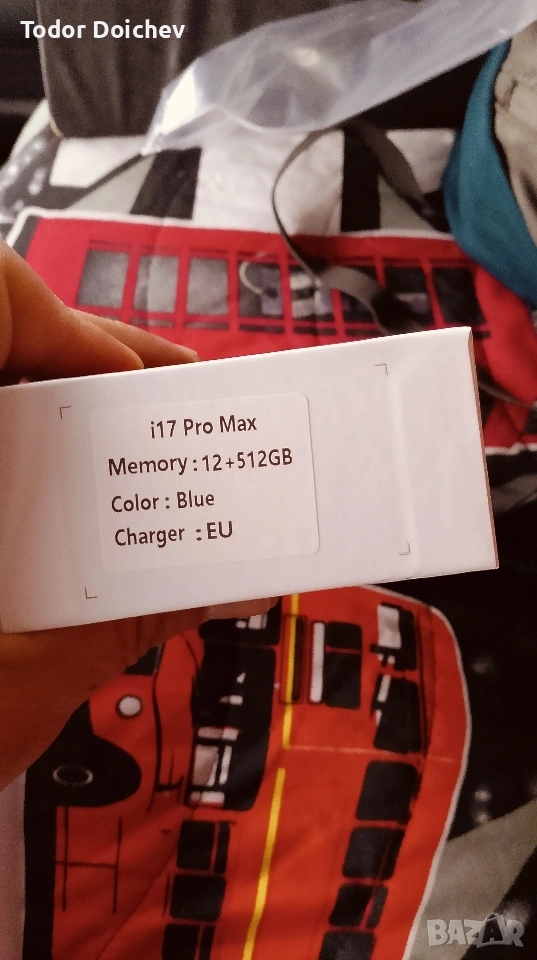 Todor Doichev
i17 Pro Max
Memory : 12+512GB
Color : Blue
Charger : EU
BAZAR